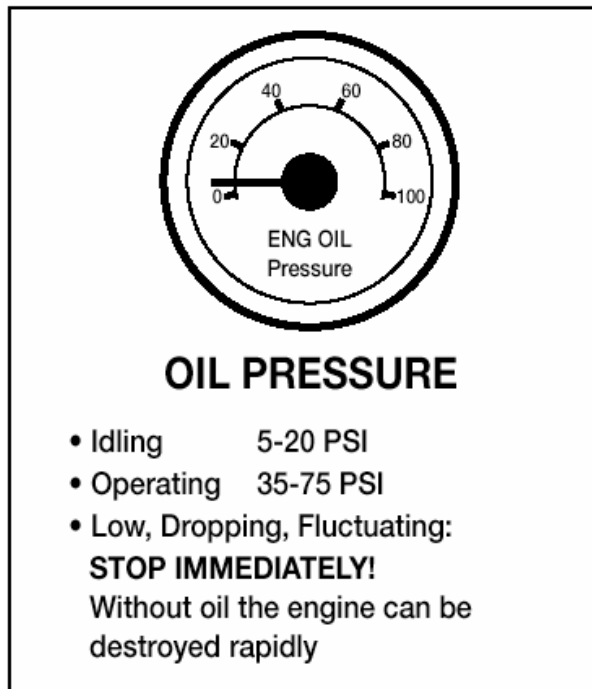 40 60
20 80
0 100
ENG OIL
Pressure
OIL PRESSURE
• Idling 5-20 PSI
• Operating 35-75 PSI
• Low, Dropping, Fluctuating:
STOP IMMEDIATELY!
Without oil the engine can be
destroyed rapidly